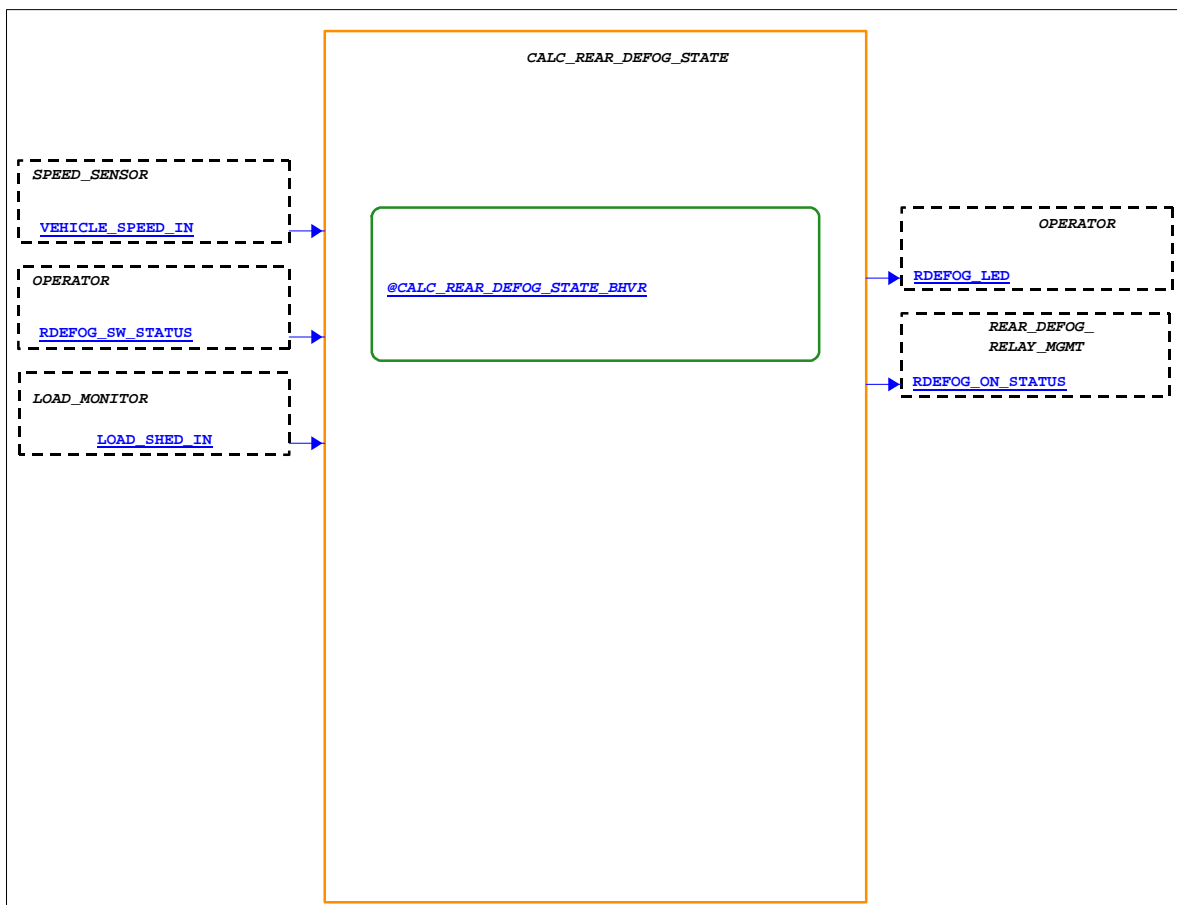 CALC_REAR_DEFOG_STATE
SPEED_SENSOR
VEHICLE_SPEED_IN
OPERATOR
RDEFOG_SW_STATUS
LOAD_MONITOR
LOAD_SHED_IN
@CALC_REAR_DEFOG_STATE_BHVR
OPERATOR
RDEFOG_LED
REAR_DEFOG_
RELAY_MGMT
RDEFOG_ON_STATUS